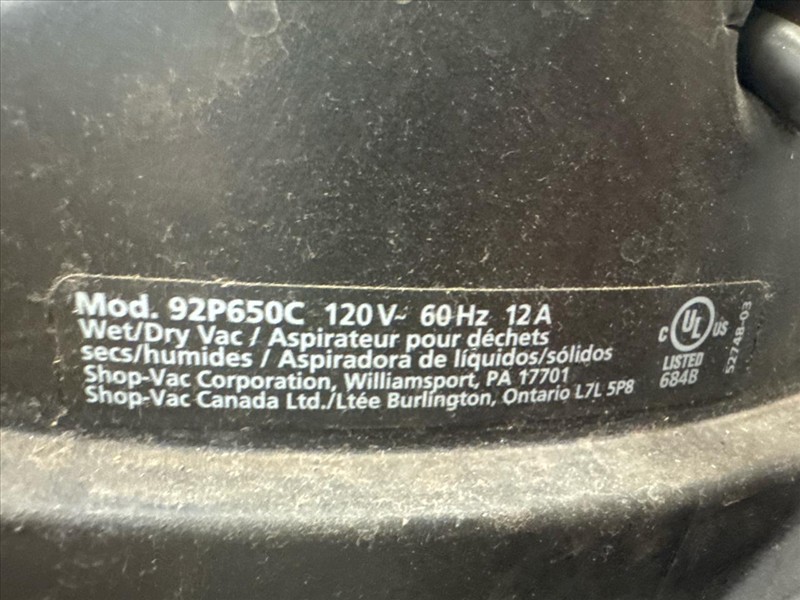 Mod. 92P650C 120V~ 60Hz 12A
Wet/Dry Vac / Aspirateur pour déchets
secs/humides / Aspiradora de líquidos/sólidos
Shop-Vac Corporation, Williamsport, PA 17701
Shop-Vac Canada Ltd./Ltée Burlington, Ontario L7L 5P8
C UL US
LISTED
684B
52748-03